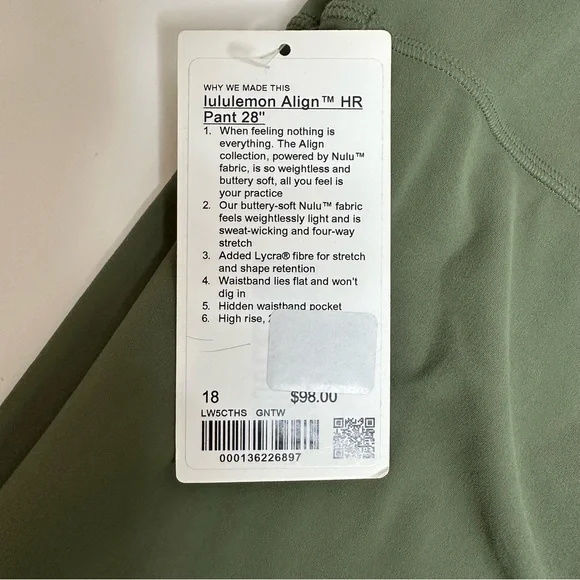 WHY WE MADE THIS
lululemon Align™ HR
Pant 28"
1. When feeling nothing is
everything. The Align
collection, powered by Nulu™
fabric, is so weightless and
buttery soft, all you feel is
your practice
2. Our buttery-soft Nulu™ fabric
feels weightlessly light and is
sweat-wicking and four-way
stretch
3. Added Lycra® fibre for stretch
and shape retention
4. Waistband lies flat and won't
dig in
5. Hidden waistband pocket
6. High rise,
18 $98.00
LW5CTHS GNTW
000136226897